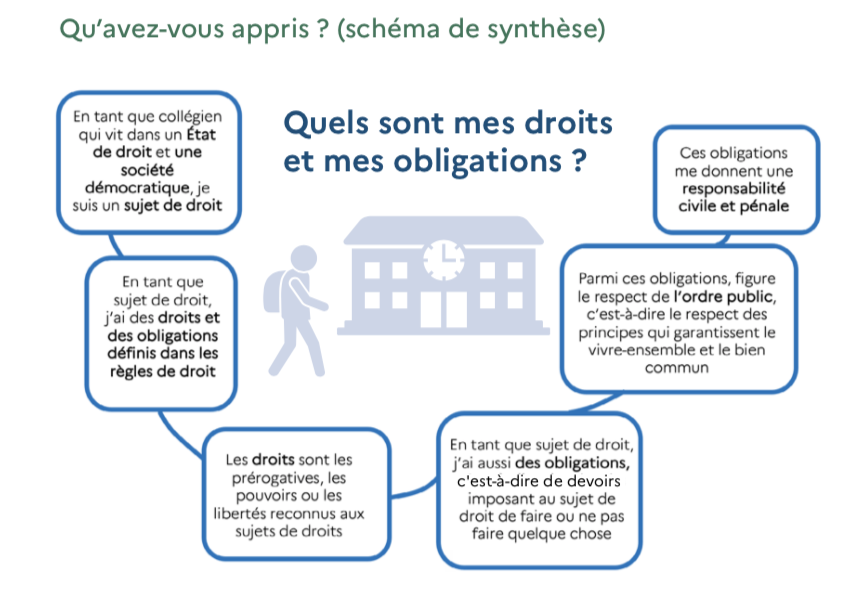 Qu'avez-vous appris ? (schéma de synthèse)
Quels sont mes droits
et mes obligations ?
En tant que collégien
qui vit dans un État
de droit et une
société
démocratique, je
suis un sujet de droit
En tant que
sujet de droit,
j'ai des droits et
des obligations
définis dans les
règles de droit
Les droits sont les
prérogatives, les
pouvoirs ou les
libertés reconnus aux
sujets de droits
En tant que sujet de droit,
j'ai aussi des obligations,
c'est-à-dire de devoirs
imposant au sujet de
droit de faire ou ne pas
faire quelque chose
Parmi ces obligations, figure
le respect de l'ordre public,
c'est-à-dire le respect des
principes qui garantissent le
vivre-ensemble et le bien
commun
Ces obligations
me donnent une
responsabilité
civile et pénale